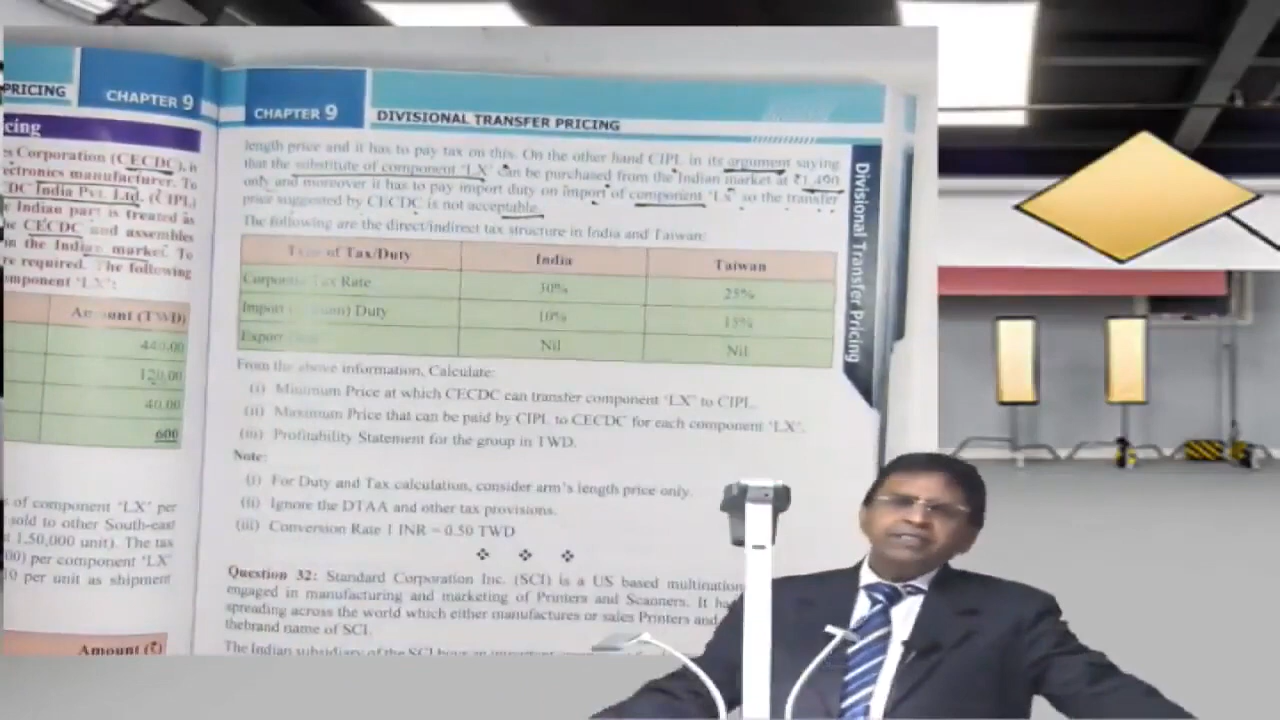 PRICING
CHAPTER 9
cing
s Corporation (CECDC), is
ectronics manufacturer. To
DC India Pvt. Ltd. (CIPL)
Indian part is treated as
CECDC and assembles
in the Indian market. To
re required. The following
omponent 'LX':
Amount (TWD)
440.00
120.00
40.00
600
s of component 'LX' per
sold to other South-east
1,50,000 unit). The tax
00) per component 'LX'
0 per unit as shipment
Amount (₹)
CHAPTER 9
DIVISIONAL TRANSFER PRICING
length price and it has to pay tax on this. On the other hand CIPL in its argument saying
that the substitute of component 'LX' can be purchased from the Indian market at ₹1,490
only and moreover it has to pay import duty on import of component 'Lx' so the transfer
price suggested by CECDC is not acceptable.
The following are the direct/indirect tax structure in India and Taiwan:
Type of Tax/Duty India Taiwan
Corporate Tax Rate 30% 25%
Import Duty 10% 15%
Export Nil Nil
From the above information, Calculate:
(i) Minimum Price at which CECDC can transfer component 'LX' to CIPL.
(ii) Maximum Price that can be paid by CIPL to CECDC for each component 'LX'.
(iii) Profitability Statement for the group in TWD.
Note:
(i) For Duty and Tax calculation, consider arm's length price only.
(ii) Ignore the DTAA and other tax provisions.
(iii) Conversion Rate 1 INR = 0.50 TWD
Question 32: Standard Corporation Inc. (SCI) is a US based multination
engaged in manufacturing and marketing of Printers and Scanners. It ha
spreading across the world which either manufactures or sales Printers and
thebrand name of SCI.
The Indian subsidiary of the SCI
Divisional Transfer Pricing